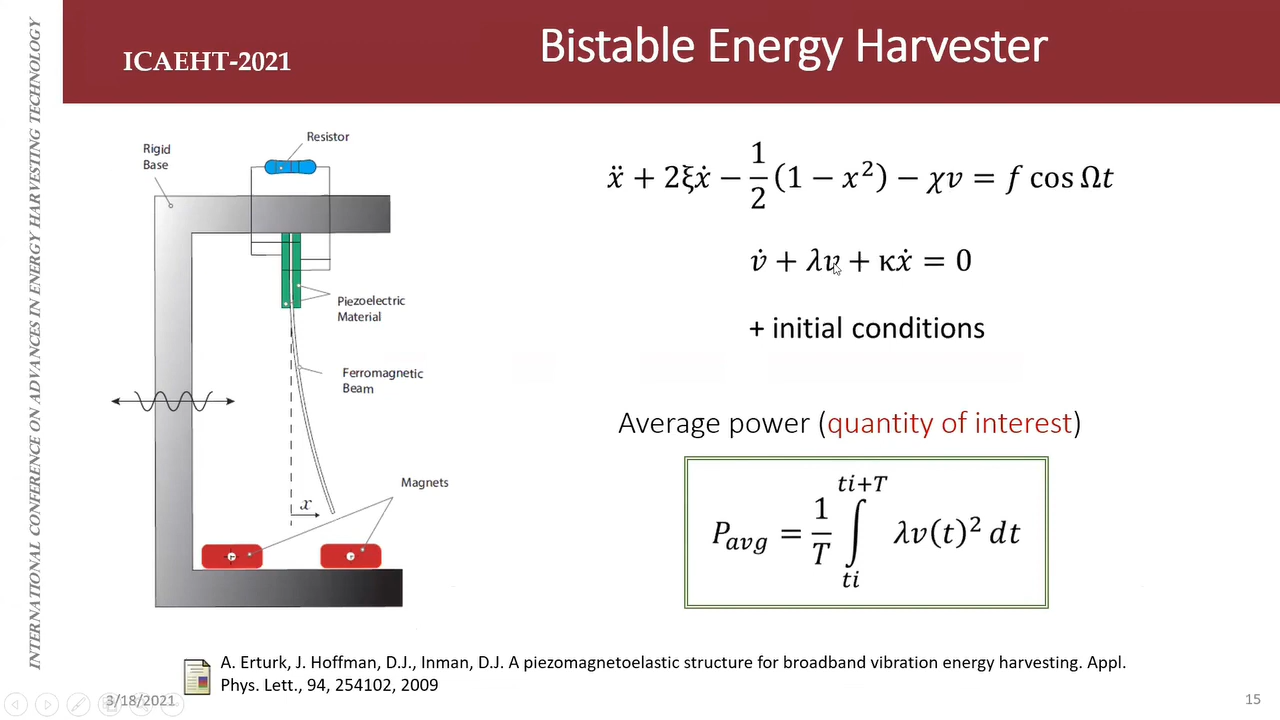 INTERNATIONAL CONFERENCE ON ADVANCES IN ENERGY HARVESTING TECHNOLOGY
ICAEHT-2021
Bistable Energy Harvester
Resistor
Rigid
Base
Piezoelectric
Material
Ferromagnetic
Beam
Magnets
x
ẍ + 2ξẋ − 1/2 (1 − x²) − χv = f cos Ωt
v̇ + λv + κẋ = 0
+ initial conditions
Average power (quantity of interest)
P_avg = 1/T ∫_{ti}^{ti+T} λv(t)² dt
A. Erturk, J. Hoffman, D.J., Inman, D.J. A piezomagnetoelastic structure for broadband vibration energy harvesting. Appl.
Phys. Lett., 94, 254102, 2009
3/18/2021
15